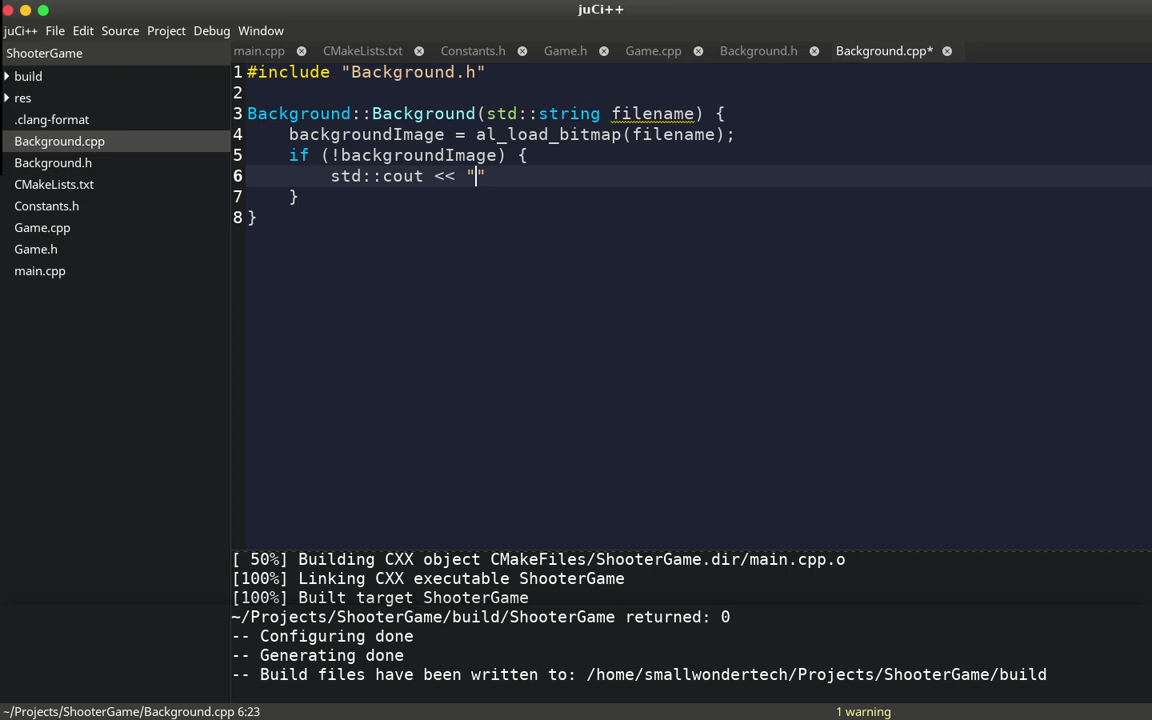 juCi++
juCi++ File Edit Source Project Debug Window
ShooterGame
main.cpp CMakeLists.txt Constants.h Game.h Game.cpp Background.h Background.cpp*
build
res
.clang-format
Background.cpp
Background.h
CMakeLists.txt
Constants.h
Game.cpp
Game.h
main.cpp
1 #include "Background.h"
2
3 Background::Background(std::string filename) {
4     backgroundImage = al_load_bitmap(filename);
5     if (!backgroundImage) {
6         std::cout << ""
7     }
8 }
[ 50%] Building CXX object CMakeFiles/ShooterGame.dir/main.cpp.o
[100%] Linking CXX executable ShooterGame
[100%] Built target ShooterGame
~/Projects/ShooterGame/build/ShooterGame returned: 0
-- Configuring done
-- Generating done
-- Build files have been written to: /home/smallwondertech/Projects/ShooterGame/build
~/Projects/ShooterGame/Background.cpp 6:23 1 warning